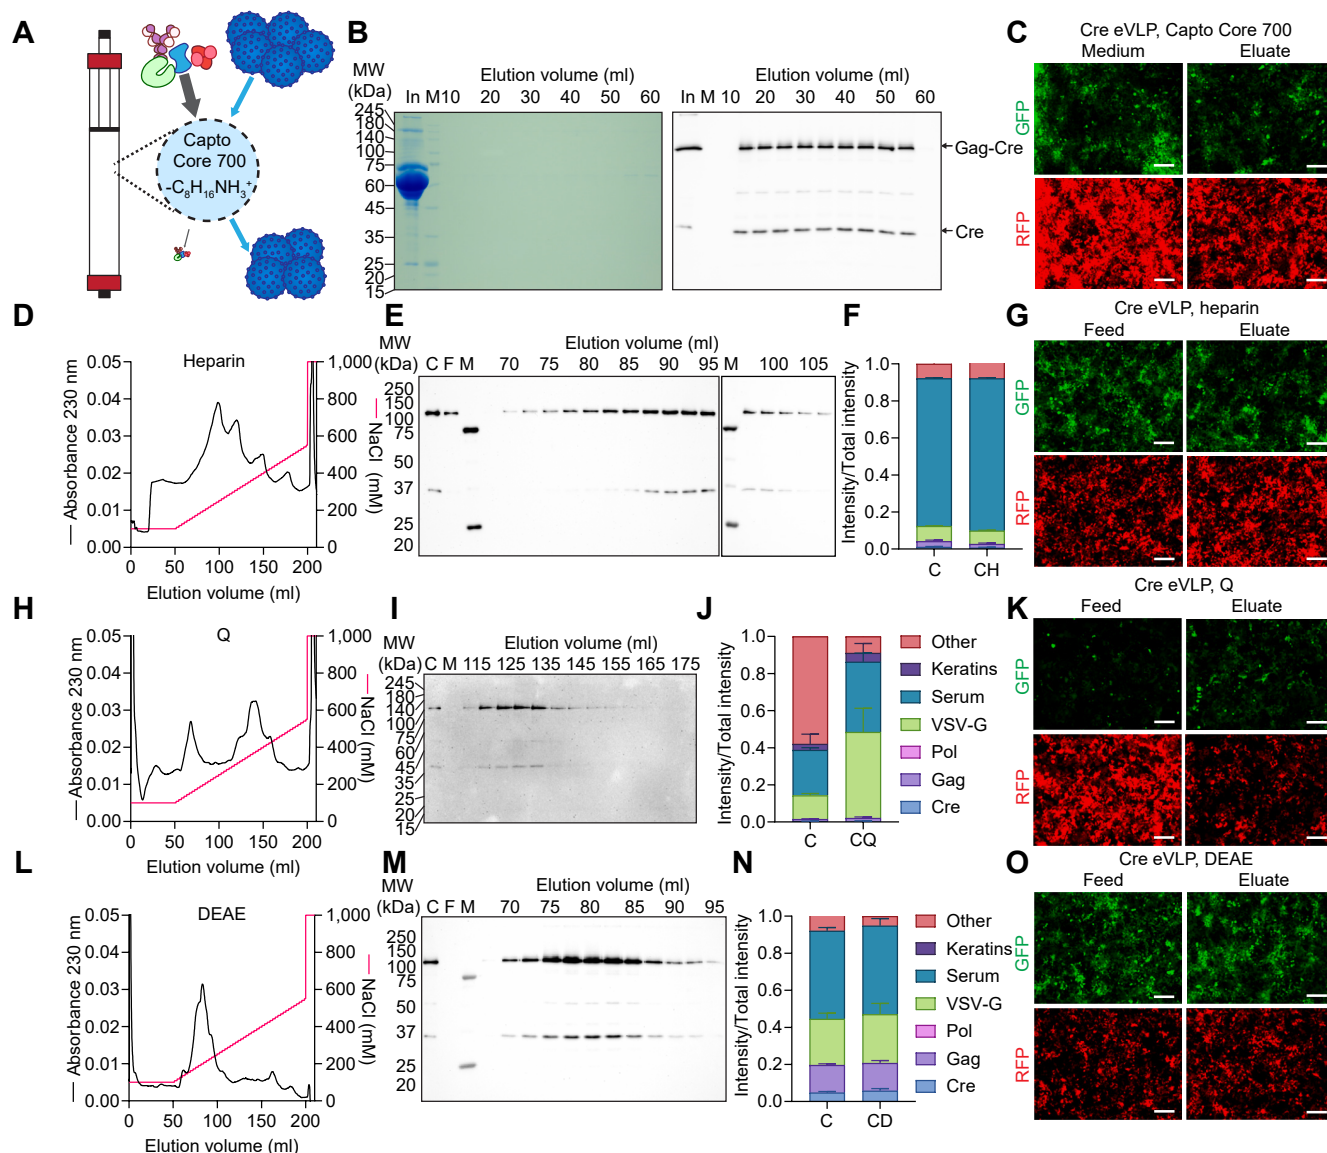 A
Capto
Core 700
-C₈H₁₆NH₃⁺
B
MW
(kDa)
Elution volume (ml)
In M 10 20 30 40 50 60
245
180
140
100
75
60
45
35
25
20
15
Elution volume (ml)
In M 10 20 30 40 50 60
Gag-Cre
Cre
C
Cre eVLP, Capto Core 700
Medium Eluate
GFP
RFP
D
Heparin
Absorbance 230 nm
0.05
0.04
0.03
0.02
0.01
0.00
1,000
800
600
400
200
0
NaCl (mM)
0 50 100 150 200
Elution volume (ml)
E
MW
(kDa)
Elution volume (ml)
C F M 70 75 80 85 90 95 M 100 105
250
150
100
75
50
37
25
20
F
Intensity/Total intensity
1.0
0.8
0.6
0.4
0.2
0.0
C CH
G
Cre eVLP, heparin
Feed Eluate
GFP
RFP
H
Q
Absorbance 230 nm
0.05
0.04
0.03
0.02
0.01
0.00
1,000
800
600
400
200
0
NaCl (mM)
0 50 100 150 200
Elution volume (ml)
I
MW
(kDa)
Elution volume (ml)
C M 115 125 135 145 155 165 175
245
180
140
100
75
60
45
35
25
20
15
J
Intensity/Total intensity
1.0
0.8
0.6
0.4
0.2
0.0
C CQ
Other
Keratins
Serum
VSV-G
Pol
Gag
Cre
K
Cre eVLP, Q
Feed Eluate
GFP
RFP
L
DEAE
Absorbance 230 nm
0.05
0.04
0.03
0.02
0.01
0.00
1,000
800
600
400
200
0
NaCl (mM)
0 50 100 150 200
Elution volume (ml)
M
MW
(kDa)
Elution volume (ml)
C F M 70 75 80 85 90 95
250
150
100
75
50
37
25
20
N
Intensity/Total intensity
1.0
0.8
0.6
0.4
0.2
0.0
C CD
Other
Keratins
Serum
VSV-G
Pol
Gag
Cre
O
Cre eVLP, DEAE
Feed Eluate
GFP
RFP